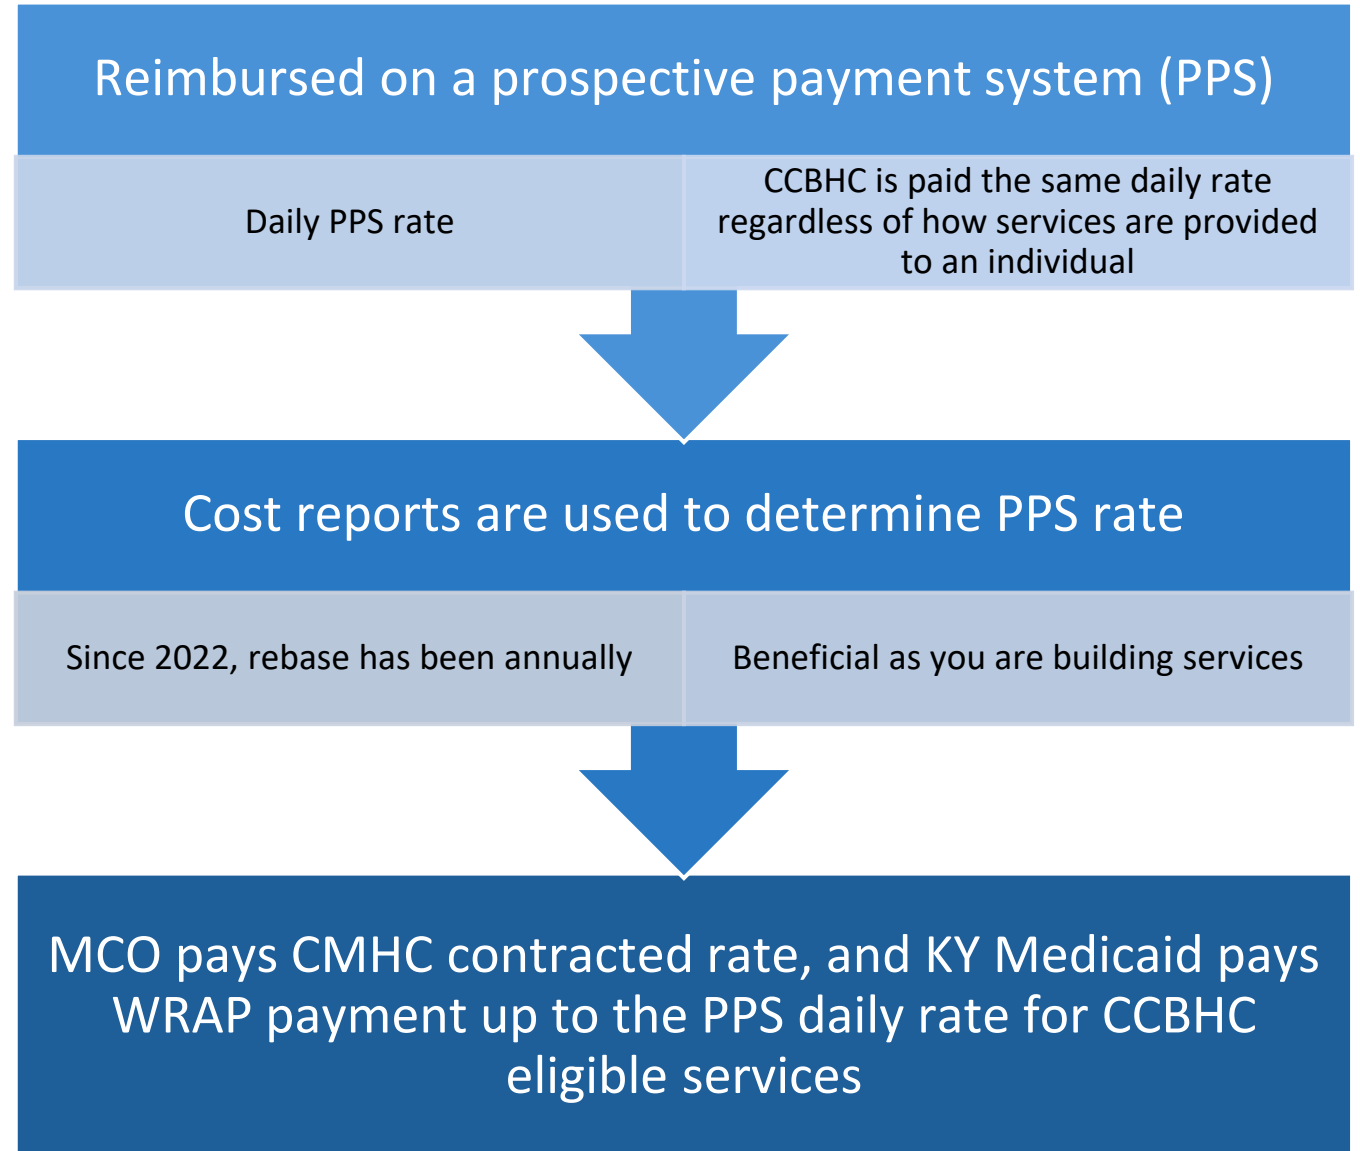 Reimbursed on a prospective payment system (PPS)
Daily PPS rate
CCBHC is paid the same daily rate
regardless of how services are provided
to an individual
Cost reports are used to determine PPS rate
Since 2022, rebase has been annually
Beneficial as you are building services
MCO pays CMHC contracted rate, and KY Medicaid pays
WRAP payment up to the PPS daily rate for CCBHC
eligible services